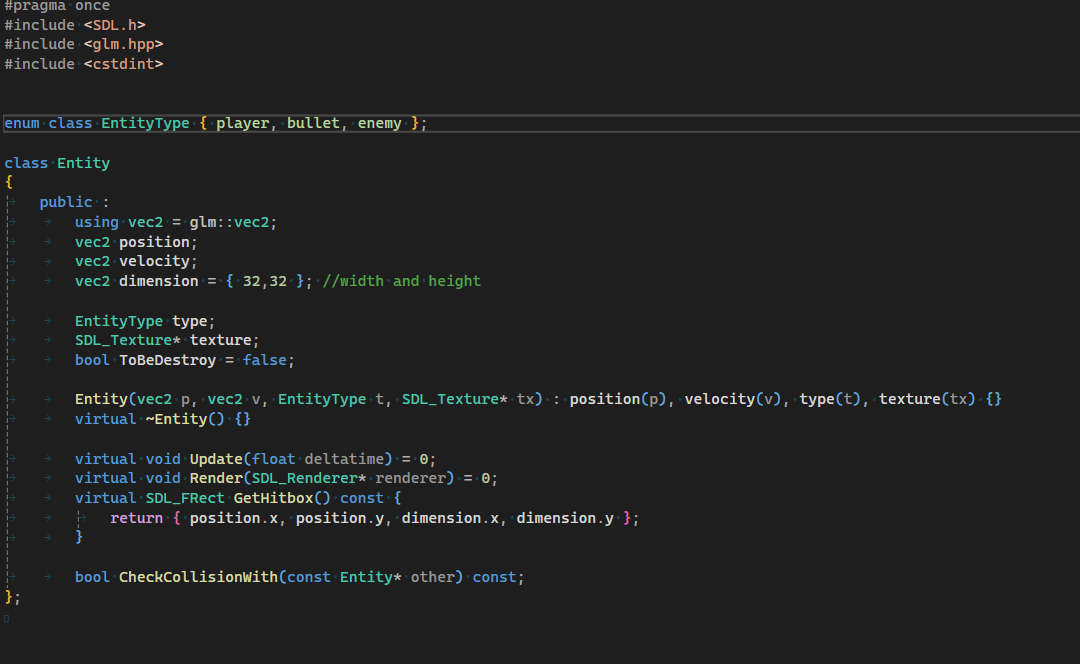 #pragma once
#include <SDL.h>
#include <glm.hpp>
#include <cstdint>
enum class EntityType { player, bullet, enemy };
class Entity
{
public :
using vec2 = glm::vec2;
vec2 position;
vec2 velocity;
vec2 dimension = { 32,32 }; //width and height
EntityType type;
SDL_Texture* texture;
bool ToBeDestroy = false;
Entity(vec2 p, vec2 v, EntityType t, SDL_Texture* tx) : position(p), velocity(v), type(t), texture(tx) {}
virtual ~Entity() {}
virtual void Update(float deltatime) = 0;
virtual void Render(SDL_Renderer* renderer) = 0;
virtual SDL_FRect GetHitbox() const {
return { position.x, position.y, dimension.x, dimension.y };
}
bool CheckCollisionWith(const Entity* other) const;
};